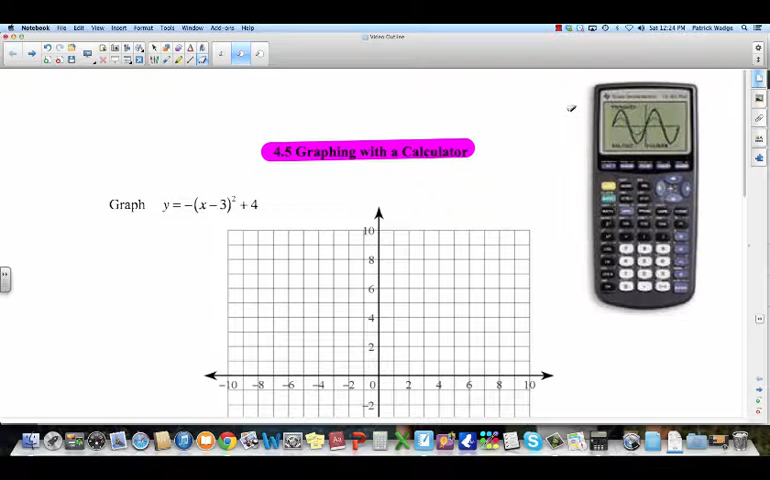 Notebook File Edit View Insert Format Tools Window Add-ons Help Sat 12:24 PM Patrick Wadge
Video Outline
4.5 Graphing with a Calculator
Graph y = −(x − 3)² + 4
10
8
6
4
2
−10 −8 −6 −4 −2 0 2 4 6 8 10
−2